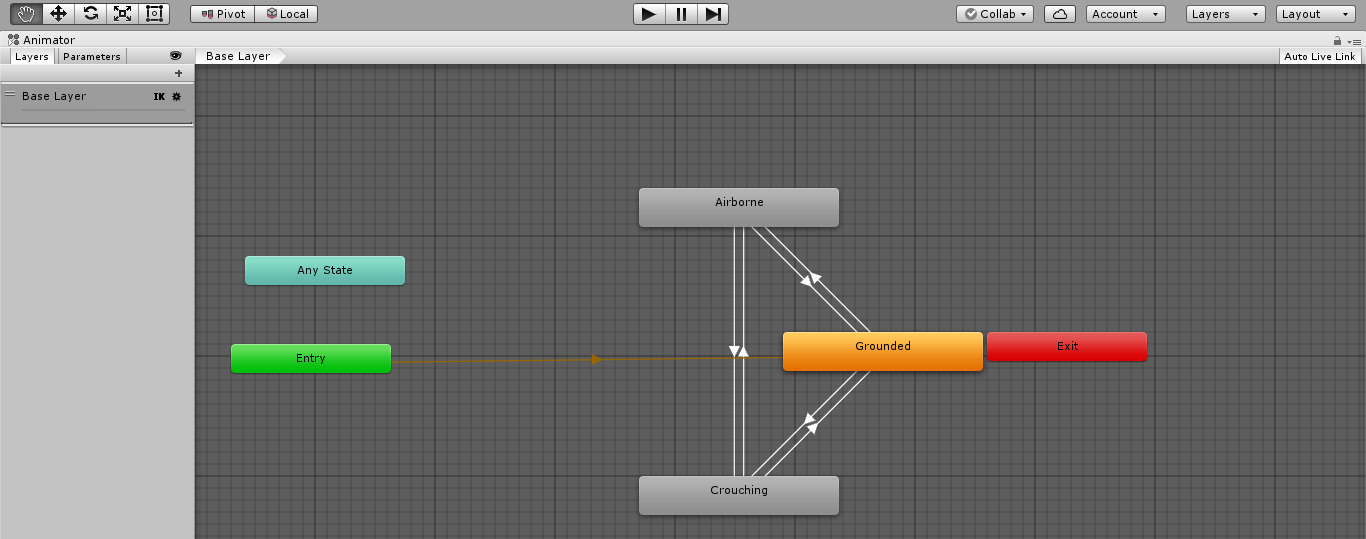 Pivot Local Collab Account Layers Layout
Animator
Layers Parameters Base Layer Auto Live Link
+
Base Layer IK
Airborne
Any State
Grounded Exit
Entry
Crouching